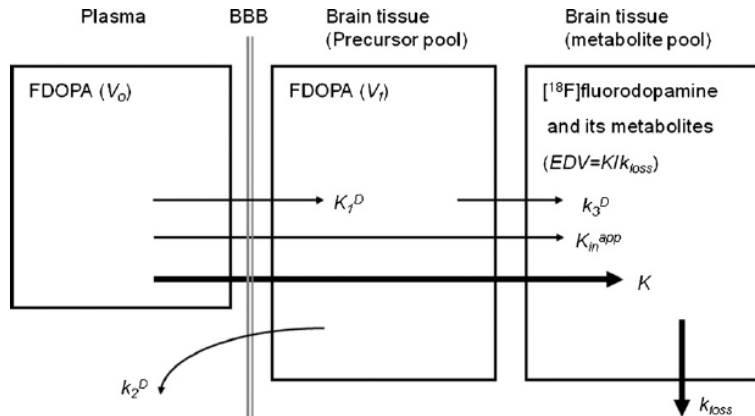 Plasma
BBB
Brain tissue
(Precursor pool)
Brain tissue
(metabolite pool)
FDOPA (Vo)
FDOPA (V1)
[18F]fluorodopamine
and its metabolites
(EDV=K/kloss)
K1D
k3D
Kinapp
K
k2D
kloss